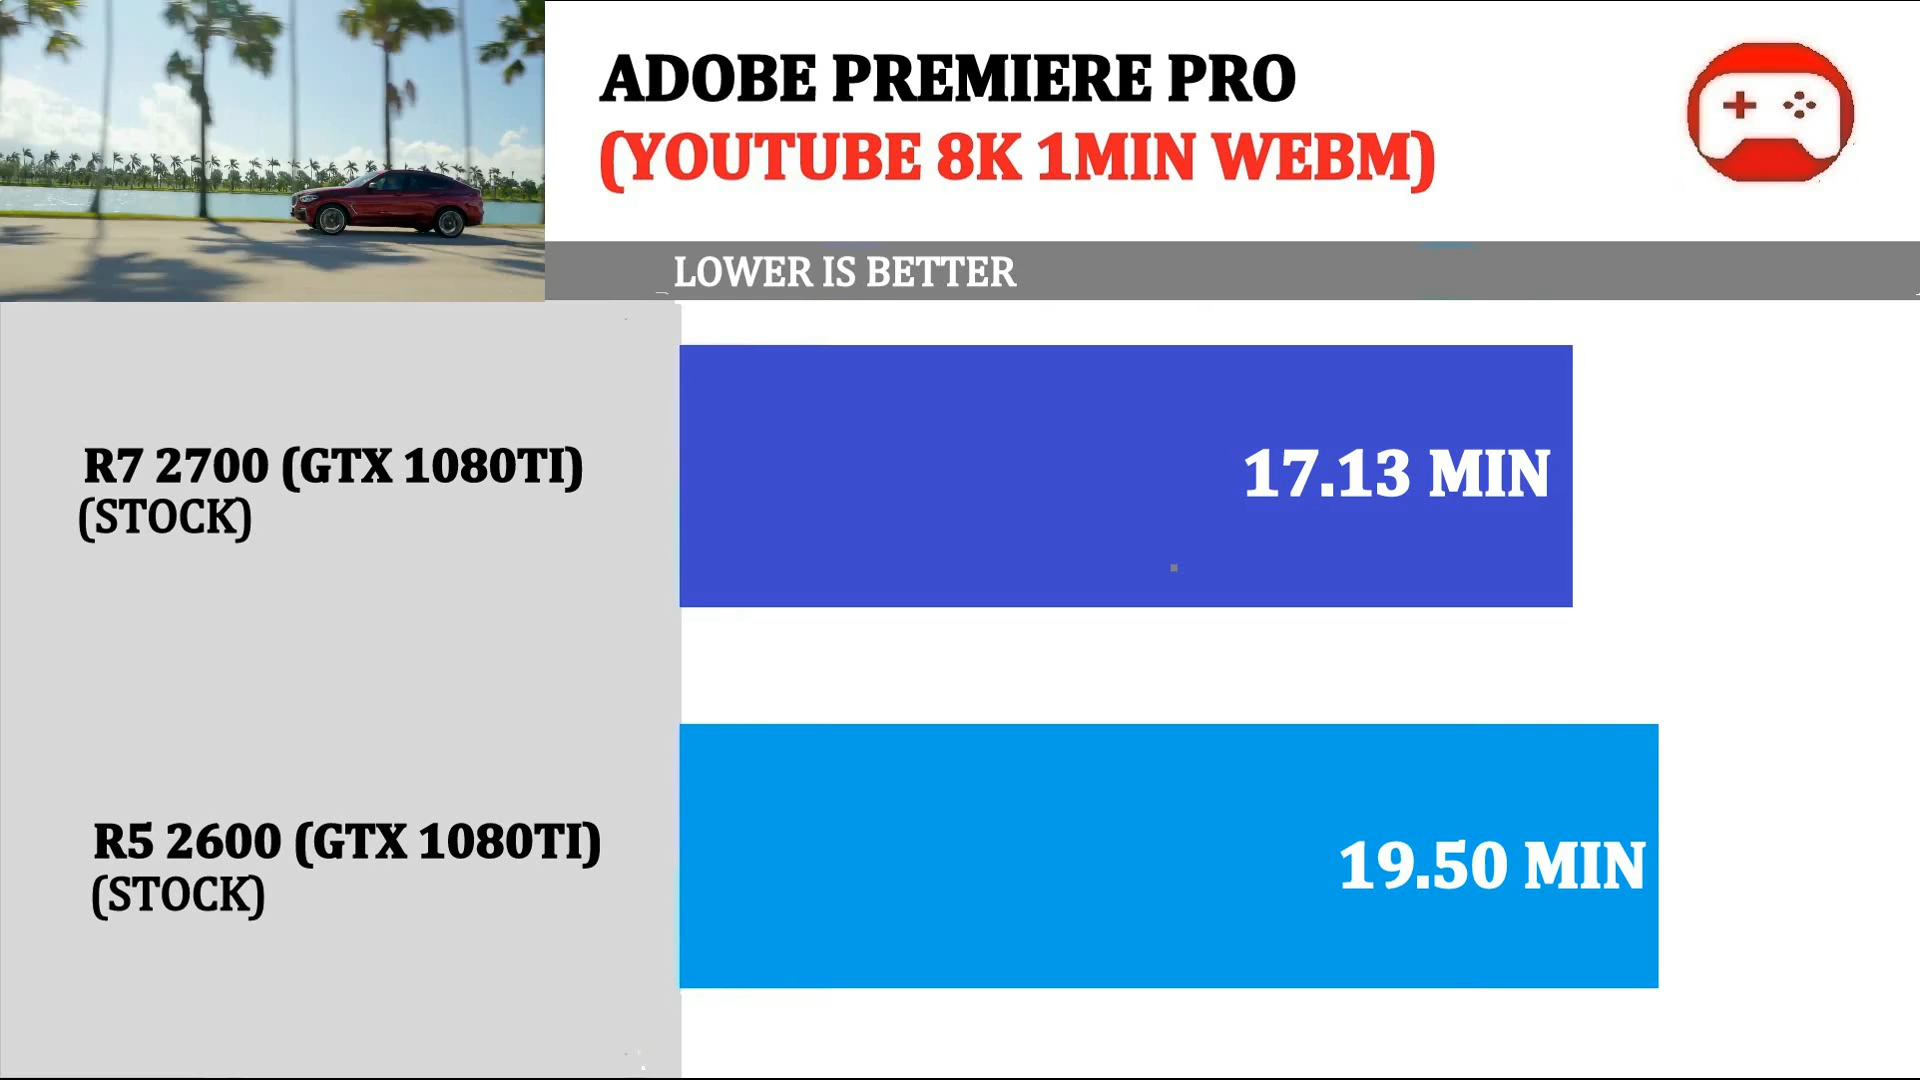 ADOBE PREMIERE PRO
(YOUTUBE 8K 1MIN WEBM)
LOWER IS BETTER
R7 2700 (GTX 1080TI)
(STOCK)
17.13 MIN
R5 2600 (GTX 1080TI)
(STOCK)
19.50 MIN